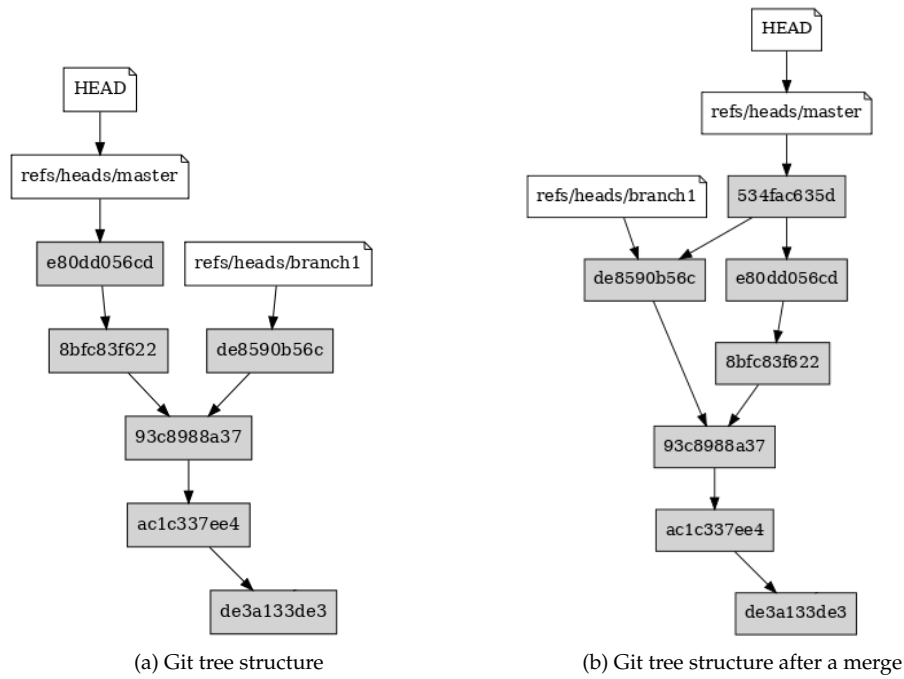 HEAD
refs/heads/master
e80dd056cd
refs/heads/branch1
8bfc83f622
de8590b56c
93c8988a37
ac1c337ee4
de3a133de3
(a) Git tree structure
HEAD
refs/heads/master
refs/heads/branch1
534fac635d
de8590b56c
e80dd056cd
8bfc83f622
93c8988a37
ac1c337ee4
de3a133de3
(b) Git tree structure after a merge